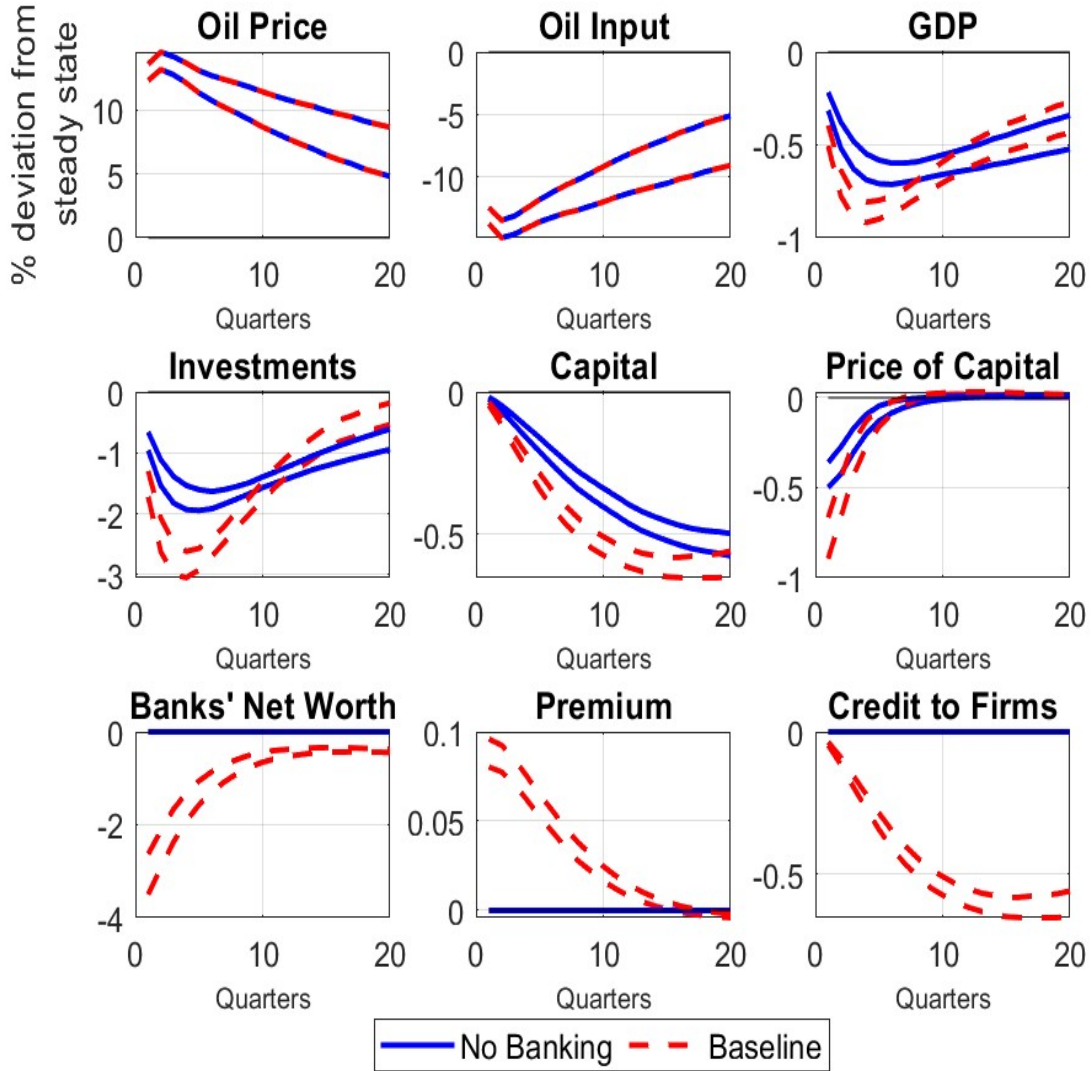 % deviation from
steady state
Oil Price
10
5
0
0 10 20
Quarters
Oil Input
0
-5
-10
0 10 20
Quarters
GDP
0
-0.5
-1
0 10 20
Quarters
Investments
0
-1
-2
-3
0 10 20
Quarters
Capital
0
-0.5
0 10 20
Quarters
Price of Capital
0
-0.5
-1
0 10 20
Quarters
Banks' Net Worth
0
-2
-4
0 10 20
Quarters
Premium
0.1
0.05
0
0 10 20
Quarters
Credit to Firms
0
-0.5
0 10 20
Quarters
No Banking Baseline